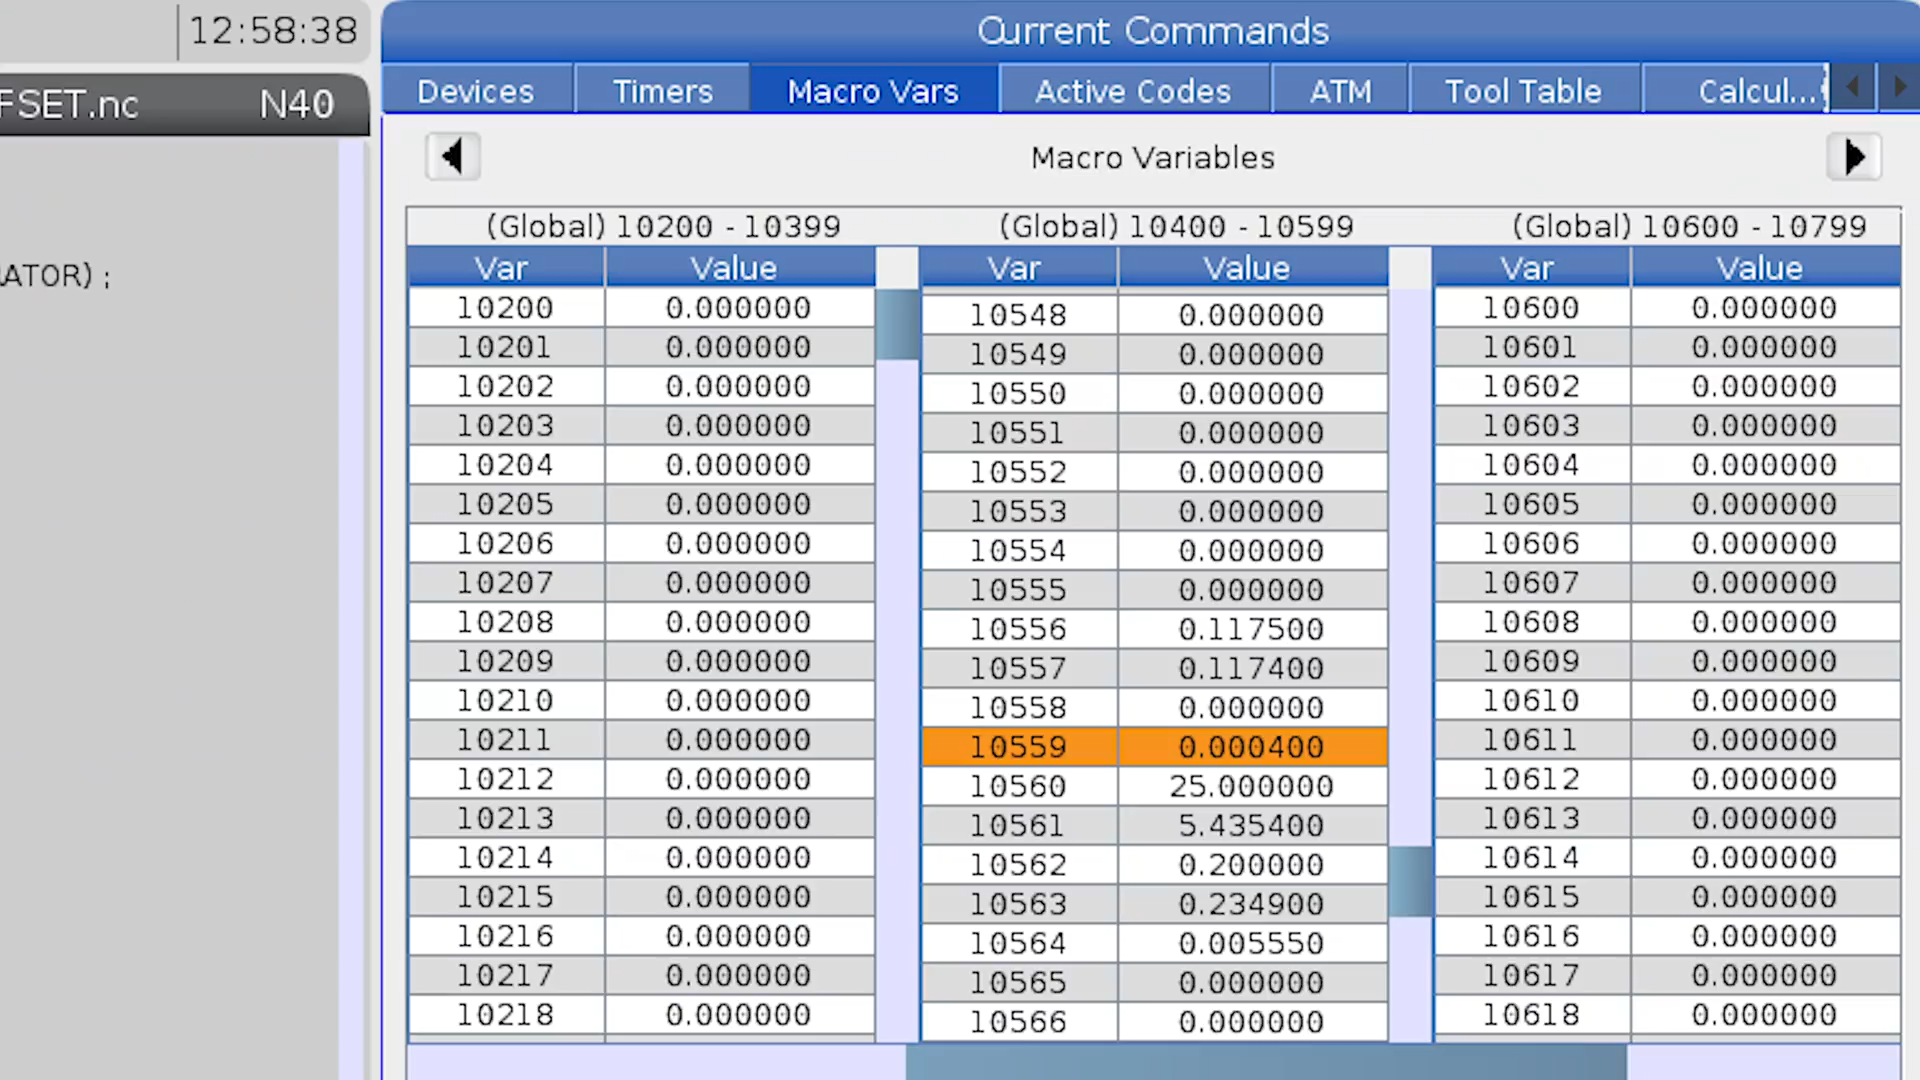 12:58:38
FSET.nc N40
ATOR) ;
Current Commands
Devices Timers Macro Vars Active Codes ATM Tool Table Calcul...
Macro Variables
(Global) 10200 - 10399 (Global) 10400 - 10599 (Global) 10600 - 10799
Var Value Var Value Var Value
10200 0.000000 10548 0.000000 10600 0.000000
10201 0.000000 10549 0.000000 10601 0.000000
10202 0.000000 10550 0.000000 10602 0.000000
10203 0.000000 10551 0.000000 10603 0.000000
10204 0.000000 10552 0.000000 10604 0.000000
10205 0.000000 10553 0.000000 10605 0.000000
10206 0.000000 10554 0.000000 10606 0.000000
10207 0.000000 10555 0.000000 10607 0.000000
10208 0.000000 10556 0.117500 10608 0.000000
10209 0.000000 10557 0.117400 10609 0.000000
10210 0.000000 10558 0.000000 10610 0.000000
10211 0.000000 10559 0.000400 10611 0.000000
10212 0.000000 10560 25.000000 10612 0.000000
10213 0.000000 10561 5.435400 10613 0.000000
10214 0.000000 10562 0.200000 10614 0.000000
10215 0.000000 10563 0.234900 10615 0.000000
10216 0.000000 10564 0.005550 10616 0.000000
10217 0.000000 10565 0.000000 10617 0.000000
10218 0.000000 10566 0.000000 10618 0.000000